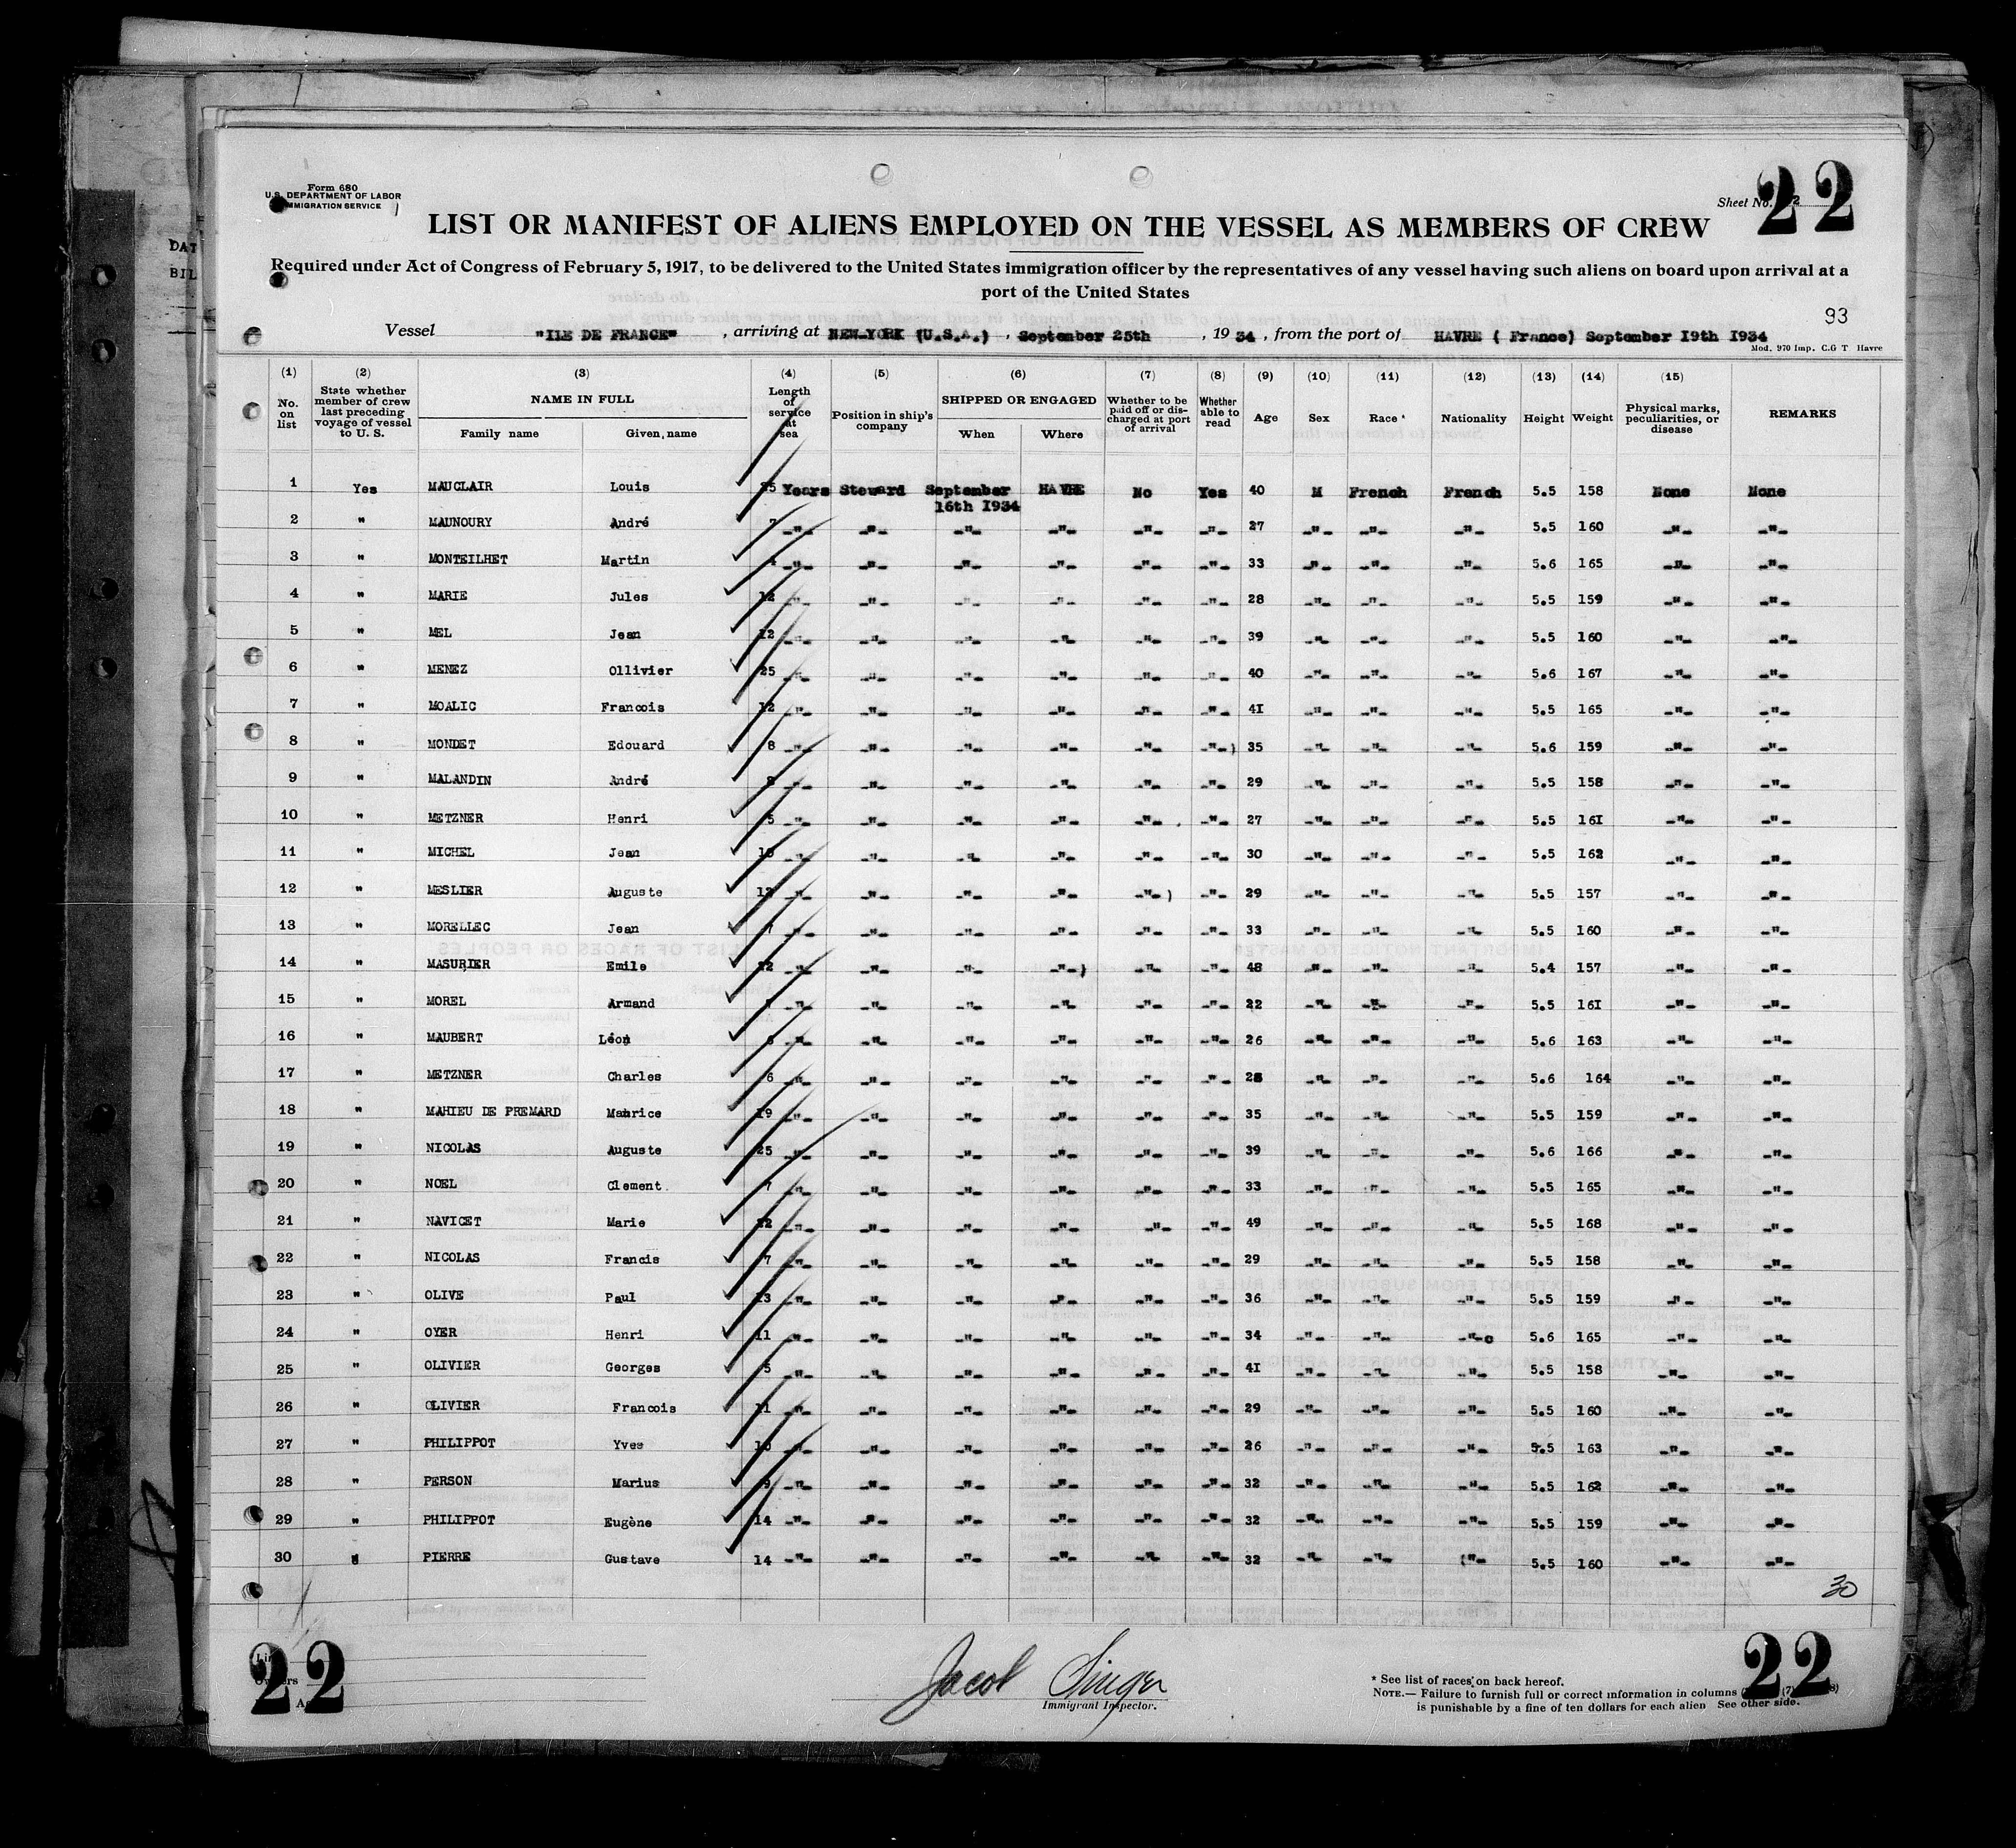 Form 680
U.S. DEPARTMENT OF LABOR
IMMIGRATION SERVICE
Sheet No.
22
LIST OR MANIFEST OF ALIENS EMPLOYED ON THE VESSEL AS MEMBERS OF CREW
Required under Act of Congress of February 5, 1917, to be delivered to the United States immigration officer by the representatives of any vessel having such aliens on board upon arrival at a
port of the United States
93
Vessel "ILE DE FRANCE" , arriving at NEW-YORK (U.S.A.) , September 25th , 19 34 , from the port of HAVRE ( France) September 19th 1934
Mod. 970 Imp. C.G T Havre
(1) (2) (3) (4) (5) (6) (7) (8) (9) (10) (11) (12) (13) (14) (15)
No. on list State whether member of crew last preceding voyage of vessel to U. S. NAME IN FULL Family name Given name Length of service at sea Position in ship's company SHIPPED OR ENGAGED When Where Whether to be paid off or discharged at port of arrival Whether able to read Age Sex Race * Nationality Height Weight Physical marks, peculiarities, or disease REMARKS
1 Yes MAUCLAIR Louis 25 Years Steward September 16th 1934 HAVRE No Yes 40 M French French 5.5 158 None None
2 " MAUNOURY André 7 -"- -"- -"- -"- -"- -"- 27 -"- -"- -"- 5.5 160 -"- -"-
3 " MONTEILHET Martin -"- -"- -"- -"- -"- -"- 33 -"- -"- -"- 5.6 165 -"- -"-
4 " MARIE Jules 12 -"- -"- -"- -"- -"- -"- 28 -"- -"- -"- 5.5 159 -"- -"-
5 " MEL Jean 12 -"- -"- -"- -"- -"- -"- 39 -"- -"- -"- 5.5 160 -"- -"-
6 " MENEZ Ollivier 25 -"- -"- -"- -"- -"- -"- 40 -"- -"- -"- 5.6 167 -"- -"-
7 " MOALIC Francois 12 -"- -"- -"- -"- -"- -"- 41 -"- -"- -"- 5.5 165 -"- -"-
8 " MONDET Edouard 8 -"- -"- -"- -"- -"- -"-) 35 -"- -"- -"- 5.6 159 -"- -"-
9 " MALANDIN André -"- -"- -"- -"- -"- -"- 29 -"- -"- -"- 5.5 158 -"- -"-
10 " METZNER Henri 5 -"- -"- -"- -"- -"- -"- 27 -"- -"- -"- 5.5 161 -"- -"-
11 " MICHEL Jean 10 -"- -"- -"- -"- -"- -"- 30 -"- -"- -"- 5.5 162 -"- -"-
12 " MESLIER Auguste 12 -"- -"- -"- -"- -"-) -"- 29 -"- -"- -"- 5.5 157 -"- -"-
13 " MORELLEC Jean 7 -"- -"- -"- -"- -"- -"- 33 -"- -"- -"- 5.5 160 -"- -"-
14 " MASURIER Emile 22 -"- -"- -"- -"-) -"- -"- 48 -"- -"- -"- 5.4 157 -"- -"-
15 " MOREL Armand -"- -"- -"- -"- -"- -"- 22 -"- -"- -"- 5.5 161 -"- -"-
16 " MAUBERT Léon 6 -"- -"- -"- -"- -"- -"- 26 -"- -"- -"- 5.6 163 -"- -"-
17 " METZNER Charles 6 -"- -"- -"- -"- -"- -"- 28 -"- -"- -"- 5.6 164 -"- -"-
18 " MAHIEU DE PREMARD Maurice 19 -"- -"- -"- -"- -"- -"- 35 -"- -"- -"- 5.5 159 -"- -"-
19 " NICOLAS Auguste 25 -"- -"- -"- -"- -"- -"- 39 -"- -"- -"- 5.6 166 -"- -"-
20 " NOEL Clement 7 -"- -"- -"- -"- -"- -"- 33 -"- -"- -"- 5.5 165 -"- -"-
21 " NAVICET Marie 22 -"- -"- -"- -"- -"- -"- 49 -"- -"- -"- 5.5 168 -"- -"-
22 " NICOLAS Francis 7 -"- -"- -"- -"- -"- -"- 29 -"- -"- -"- 5.5 158 -"- -"-
23 " OLIVE Paul 13 -"- -"- -"- -"- -"- -"- 36 -"- -"- -"- 5.5 159 -"- -"-
24 " OYER Henri 11 -"- -"- -"- -"- -"- -"- 34 -"- -"- -"-c 5.6 165 -"- -"-
25 " OLIVIER Georges 5 -"- -"- -"- -"- -"- -"- 41 -"- -"- -"- 5.5 158 -"- -"-
26 " OLIVIER Francois 11 -"- -"- -"- -"- -"- -"- 29 -"- -"- -"- 5.5 160 -"- -"-
27 " PHILIPPOT Yves 10 -"- -"- -"- -"- -"- -"- 26 -"- -"- -"- 5.5 163 -"- -"-
28 " PERSON Marius 9 -"- -"- -"- -"- -"- -"- 32 -"- -"- -"- 5.5 162 -"- -"-
29 " PHILIPPOT Eugène 14 -"- -"- -"- -"- -"- -"- 32 -"- -"- -"- 5.5 159 -"- -"-
30 " PIERRE Gustave 14 -"- -"- -"- -"- -"- -"- 32 -"- -"- (-"- 5.5 160 -"- -"-
30
22
Jacob Singer
Immigrant Inspector.
* See list of races on back hereof.
NOTE.— Failure to furnish full or correct information in columns
is punishable by a fine of ten dollars for each alien See other side.
22